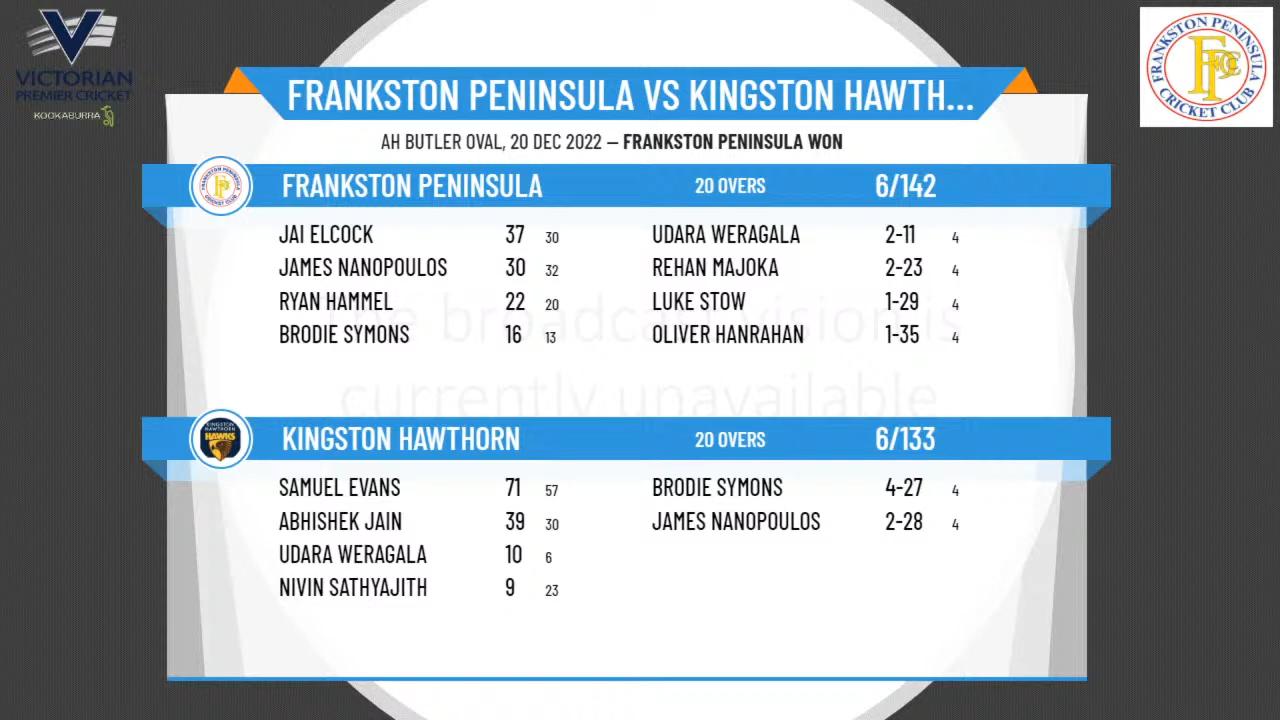 VICTORIAN
PREMIER CRICKET
KOOKABURRA
FRANKSTON PENINSULA
CRICKET CLUB
FRANKSTON PENINSULA VS KINGSTON HAWTH...
AH BUTLER OVAL, 20 DEC 2022 – FRANKSTON PENINSULA WON
FRANKSTON PENINSULA 20 OVERS 6/142
JAI ELCOCK 37 30 UDARA WERAGALA 2-11 4
JAMES NANOPOULOS 30 32 REHAN MAJOKA 2-23 4
RYAN HAMMEL 22 20 LUKE STOW 1-29 4
BRODIE SYMONS 16 13 OLIVER HANRAHAN 1-35 4
The broadcast vision is
currently unavailable
KINGSTON HAWTHORN 20 OVERS 6/133
KINGSTON
HAWTHORN
HAWKS
SAMUEL EVANS 71 57 BRODIE SYMONS 4-27 4
ABHISHEK JAIN 39 30 JAMES NANOPOULOS 2-28 4
UDARA WERAGALA 10 6
NIVIN SATHYAJITH 9 23